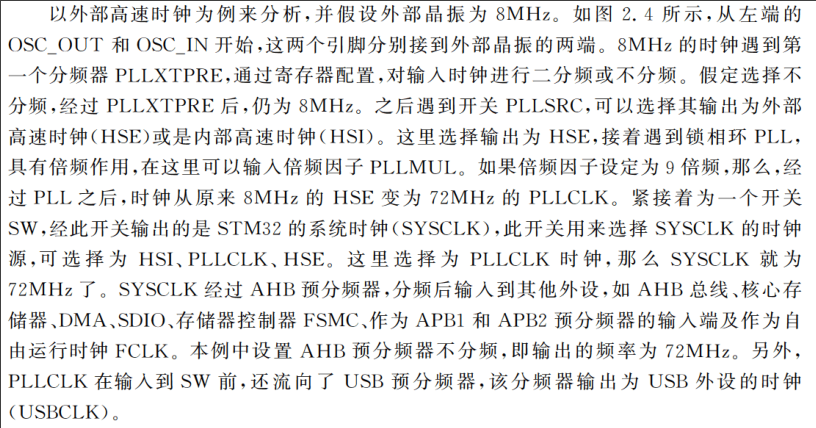 以外部高速时钟为例来分析,并假设外部晶振为 8MHz。如图 2.4 所示,从左端的
OSC_OUT 和 OSC_IN 开始,这两个引脚分别接到外部晶振的两端。8MHz 的时钟遇到第
一个分频器 PLLXTPRE,通过寄存器配置,对输入时钟进行二分频或不分频。假定选择不
分频,经过 PLLXTPRE 后,仍为 8MHz。之后遇到开关 PLLSRC,可以选择其输出为外部
高速时钟(HSE)或是内部高速时钟(HSI)。这里选择输出为 HSE,接着遇到锁相环 PLL,
具有倍频作用,在这里可以输入倍频因子 PLLMUL。如果倍频因子设定为 9 倍频,那么,经
过 PLL 之后,时钟从原来 8MHz 的 HSE 变为 72MHz 的 PLLCLK。紧接着为一个开关
SW,经此开关输出的是 STM32 的系统时钟(SYSCLK),此开关用来选择 SYSCLK 的时钟
源,可选择为 HSI、PLLCLK、HSE。这里选择为 PLLCLK 时钟,那么 SYSCLK 就为
72MHz 了。SYSCLK 经过 AHB 预分频器,分频后输入到其他外设,如 AHB 总线、核心存
储器、DMA、SDIO、存储器控制器 FSMC、作为 APB1 和 APB2 预分频器的输入端及作为自
由运行时钟 FCLK。本例中设置 AHB 预分频器不分频,即输出的频率为 72MHz。另外,
PLLCLK 在输入到 SW 前,还流向了 USB 预分频器,该分频器输出为 USB 外设的时钟
(USBCLK)。